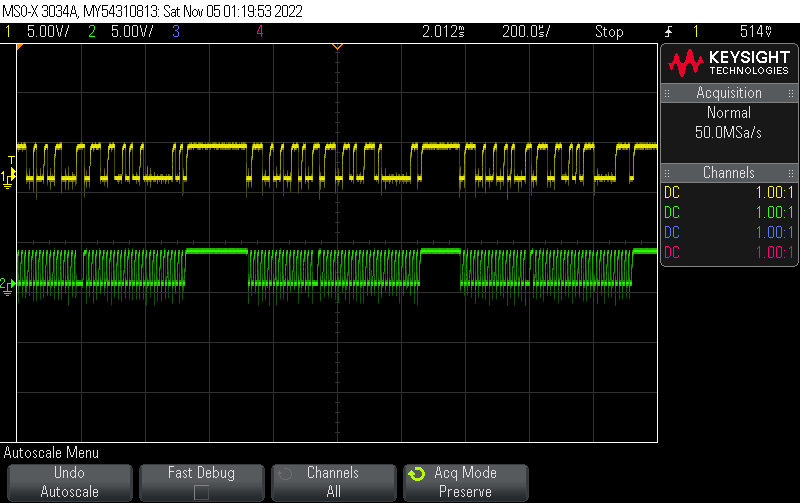 MSO-X 3034A, MY54310813: Sat Nov 05 01:19:53 2022
1 5.00V/ 2 5.00V/ 3 4 2.012ms 200.0s/ Stop 1 514mV
KEYSIGHT
TECHNOLOGIES
Acquisition
Normal
50.0MSa/s
Channels
DC 1.00:1
DC 1.00:1
DC 1.00:1
DC 1.00:1
T
1
2
Autoscale Menu
Undo
Autoscale
Fast Debug
Channels
All
Acq Mode
Preserve